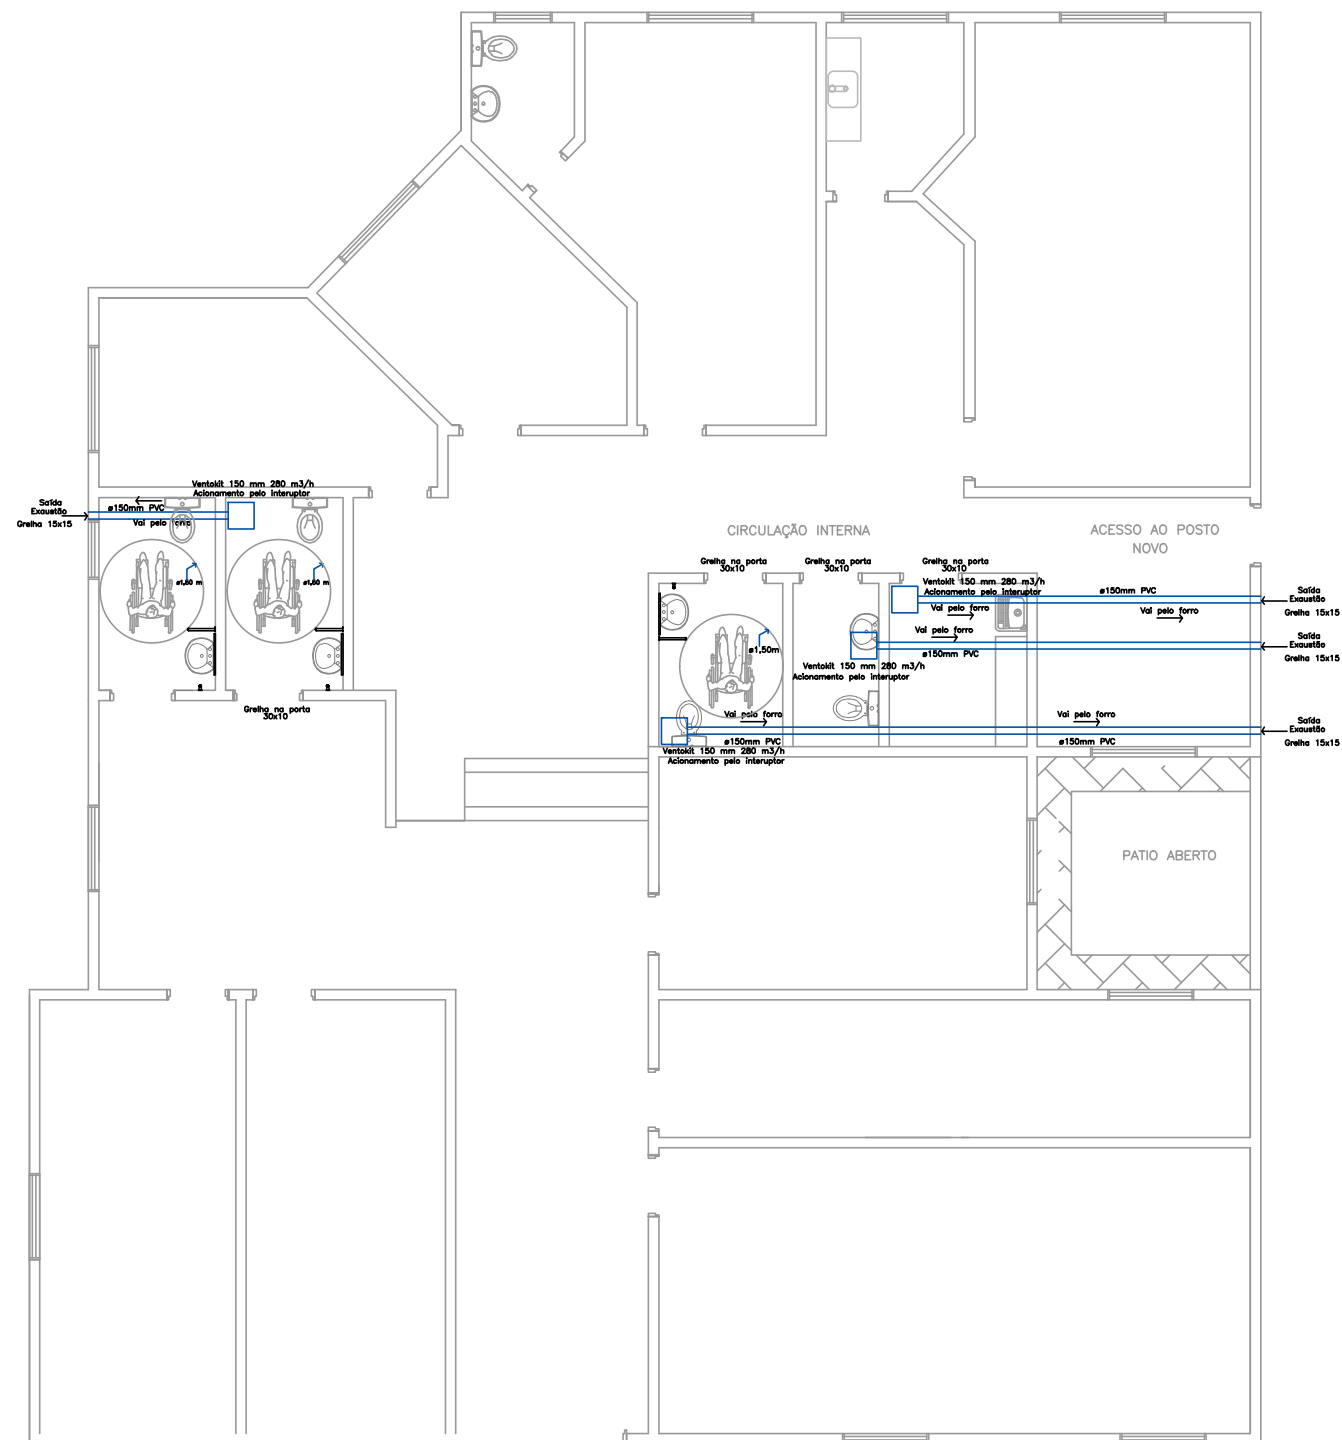 Ventokit 150 mm 280 m3/h
Acionamento pelo interuptor
Saída
Exaustão
Grelha 15x15
ø150mm PVC
Vai pelo forro
ø1,50 m
ø1,50 m
Grelha na porta
30x10
CIRCULAÇÃO INTERNA
ACESSO AO POSTO
NOVO
Grelha na porta
30x10
Grelha na porta
30x10
Grelha na porta
30x10
Ventokit 150 mm 280 m3/h
Acionamento pelo interuptor
ø150mm PVC
Vai pelo forro
Vai pelo forro
Saída
Exaustão
Grelha 15x15
Vai pelo forro
ø150mm PVC
Saída
Exaustão
Grelha 15x15
ø1,50m
Ventokit 150 mm 280 m3/h
Acionamento pelo interuptor
Vai pelo forro
Vai pelo forro
ø150mm PVC
ø150mm PVC
Saída
Exaustão
Grelha 15x15
Ventokit 150 mm 280 m3/h
Acionamento pelo interuptor
PATIO ABERTO